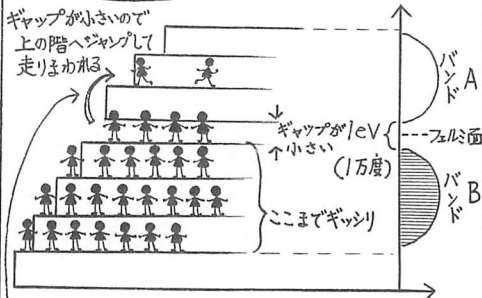 ギャップが小さいので
上の階へジャンプして
走りまわれる
ギャップが1eV
小さい
(1万度)
ここまでギッシリ
バンドA
フェルミ面
バンドB